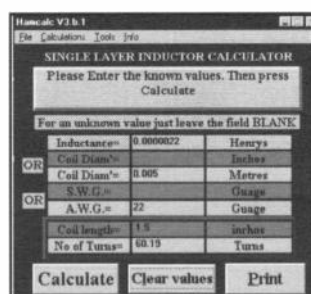 Hamcalc V3.b.1
File Calculations Tools Info
SINGLE LAYER INDUCTOR CALCULATOR
Please Enter the known values. Then press
Calculate
For an unknown value just leave the field BLANK
Inductance= 0.0000022 Henrys
OR
Coil Diam'= Inches
Coil Diam'= 0.005 Metres
OR
S.W.G.= Guage
A.W.G.= 22 Guage
Coil length= 1.5 inches
No of Turns= 60.19 Turns
Calculate Clear values Print